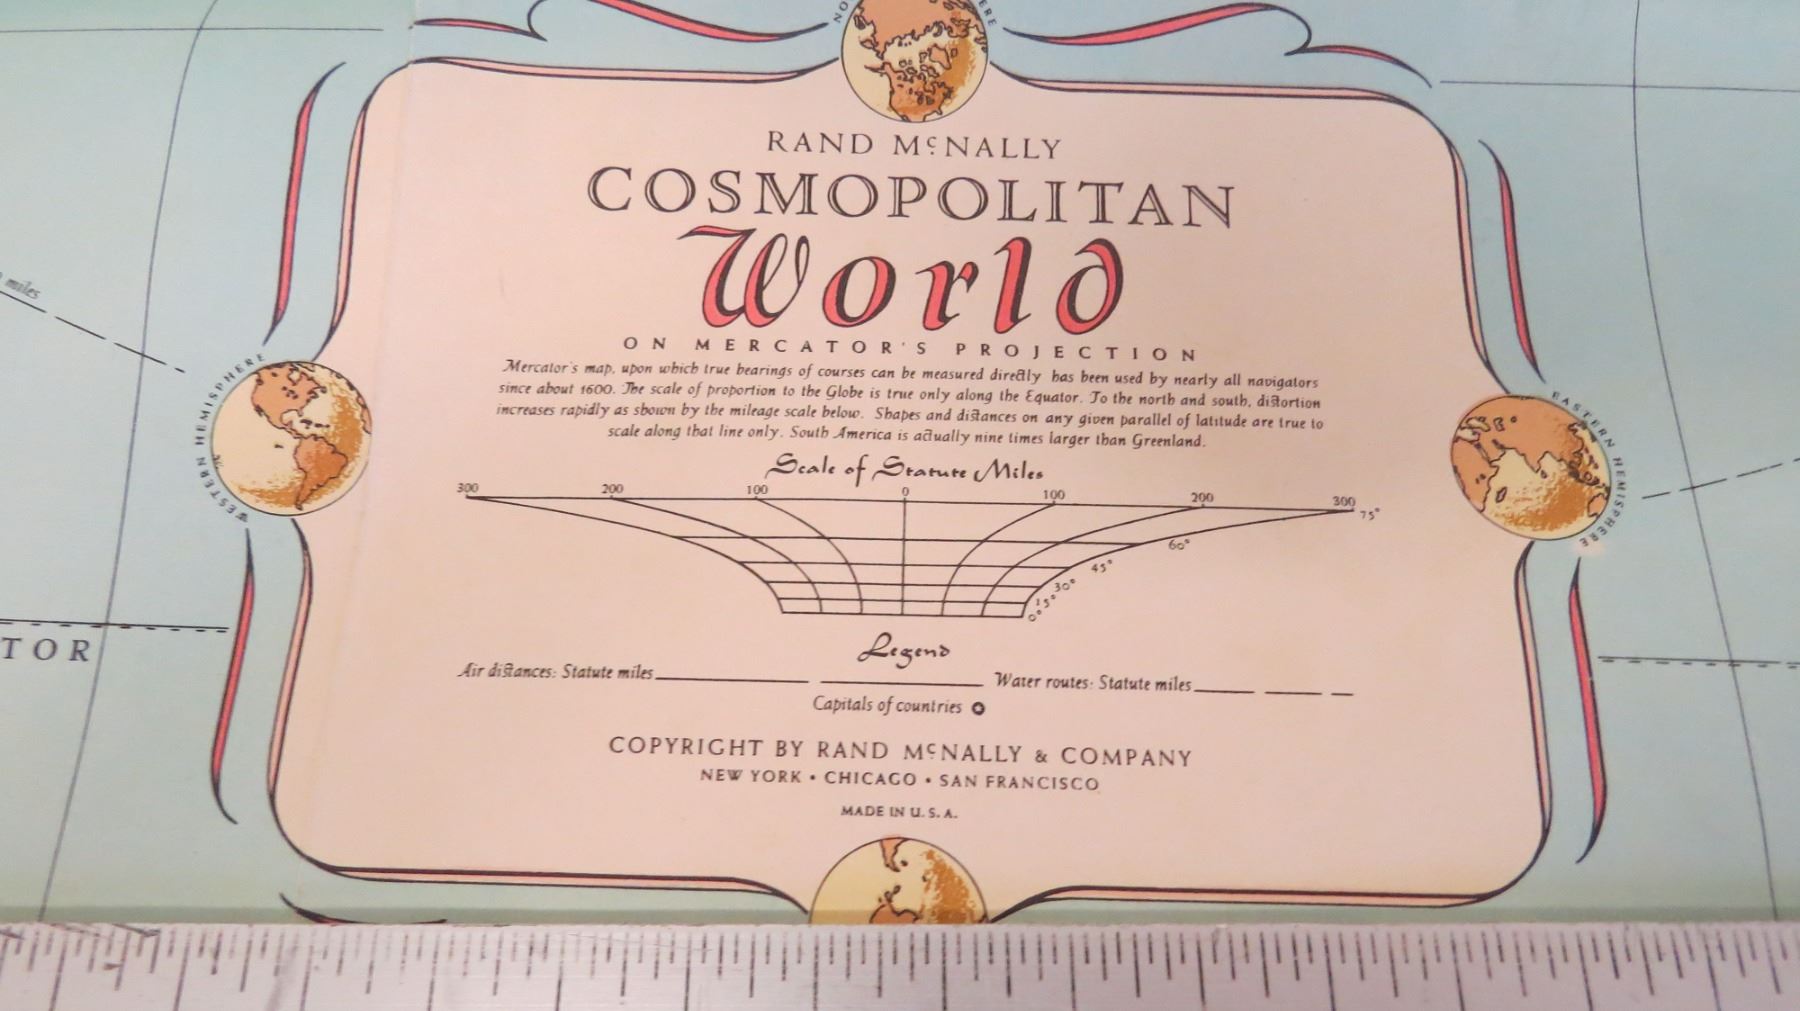 RAND McNALLY
COSMOPOLITAN
World
ON MERCATOR'S PROJECTION
Mercator's map, upon which true bearings of courses can be measured directly has been used by nearly all navigators
since about 1600. The scale of proportion to the Globe is true only along the Equator. To the north and south, distortion
increases rapidly as shown by the mileage scale below. Shapes and distances on any given parallel of latitude are true to
scale along that line only. South America is actually nine times larger than Greenland.
Scale of Statute Miles
300 200 100 0 100 200 300
75°
60°
45°
30°
15°
0°
Legend
Air distances: Statute miles
Water routes: Statute miles
Capitals of countries
COPYRIGHT BY RAND McNALLY & COMPANY
NEW YORK • CHICAGO • SAN FRANCISCO
MADE IN U.S.A.
WESTERN HEMISPHERE
EASTERN HEMISPHERE
miles
TOR